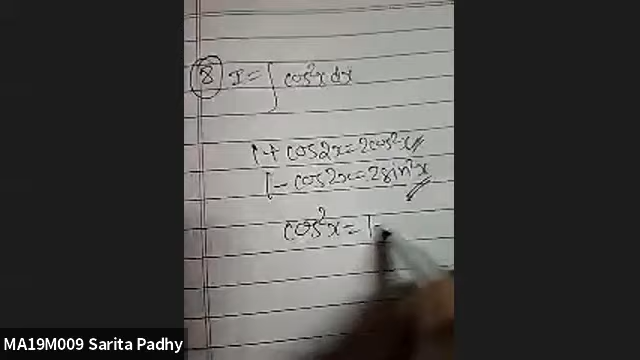 8 I = ∫ cos²x dx
1 + cos2x = 2cos²x
1 - cos2x = 2sin²x
cos²x = 1
MA19M009 Sarita Padhy